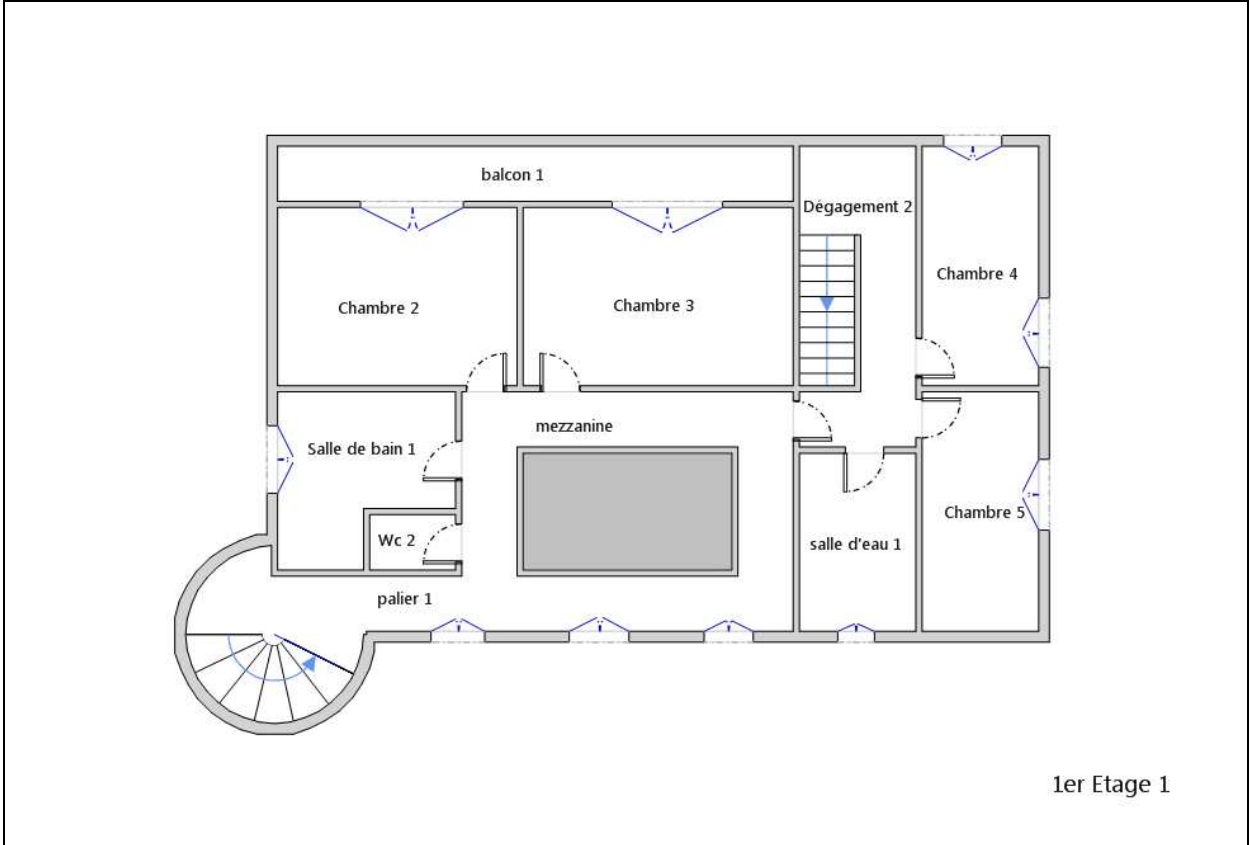 balcon 1
Dégagement 2
Chambre 4
Chambre 2
Chambre 3
mezzanine
Salle de bain 1
Chambre 5
Wc 2
salle d'eau 1
palier 1
1er Etage 1